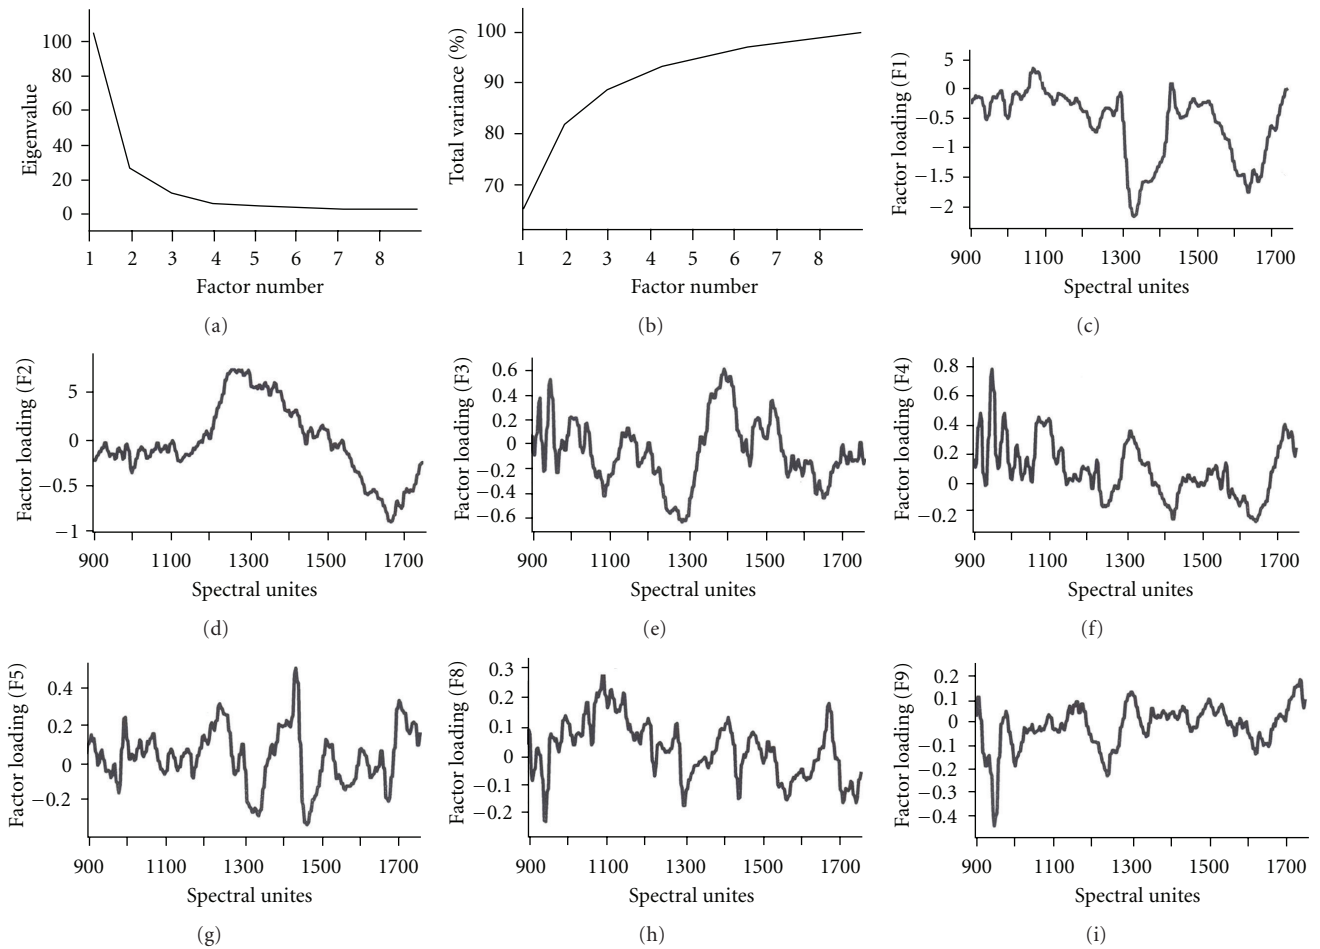 Eigenvalue
100
80
60
40
20
0
1 2 3 4 5 6 7 8
Factor number
(a)
Total variance (%)
100
90
80
70
1 2 3 4 5 6 7 8
Factor number
(b)
Factor loading (F1)
5
0
−0.5
−1
−1.5
−2
900 1100 1300 1500 1700
Spectral unites
(c)
Factor loading (F2)
5
0
−0.5
−1
900 1100 1300 1500 1700
Spectral unites
(d)
Factor loading (F3)
0.6
0.4
0.2
0
−0.2
−0.4
−0.6
900 1100 1300 1500 1700
Spectral unites
(e)
Factor loading (F4)
0.8
0.6
0.4
0.2
0
−0.2
900 1100 1300 1500 1700
Spectral unites
(f)
Factor loading (F5)
0.4
0.2
0
−0.2
900 1100 1300 1500 1700
Spectral unites
(g)
Factor loading (F8)
0.3
0.2
0.1
0
−0.1
−0.2
900 1100 1300 1500 1700
Spectral unites
(h)
Factor loading (F9)
0.2
0.1
0
−0.1
−0.2
−0.3
−0.4
900 1100 1300 1500 1700
Spectral unites
(i)